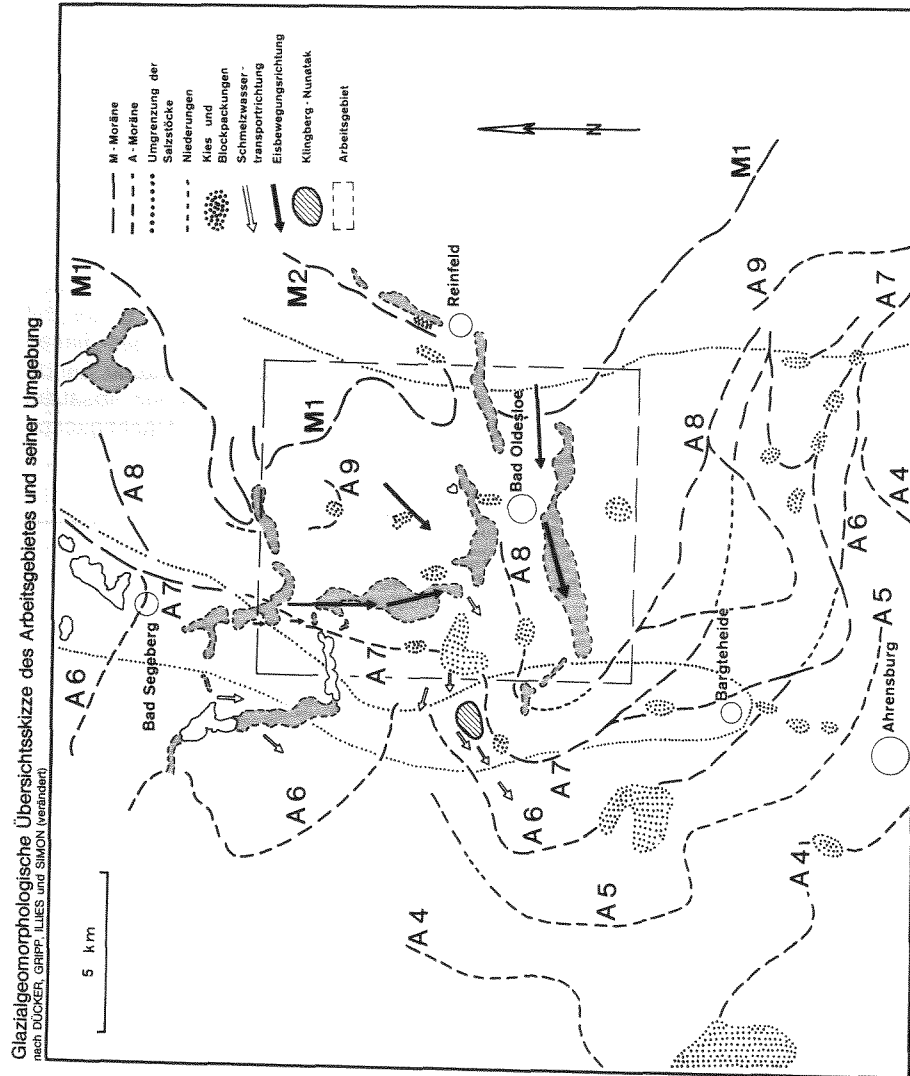 Glazialgeomorphologische Übersichtsskizze des Arbeitsgebietes und seiner Umgebung
nach DÜCKER, GRIPP, ILLIES und SIMON (verändert)
M - Moräne
A - Moräne
Umgrenzung der
Salzstöcke
Niederungen
Kies und
Blockpackungen
Schmelzwasser-
transportrichtung
Eisbewegungsrichtung
Klingberg - Nunatak
Arbeitsgebiet
N
5 km
M1
A8
A7
A6
Bad Segeberg
M2
Reinfeld
M1
A9
M1
A7
A6
Bad Oldesloe
A8
A9
A7
A8
A6
A7
A5
A4
A6
A4
A5
Bargteheide
Ahrensburg
A4